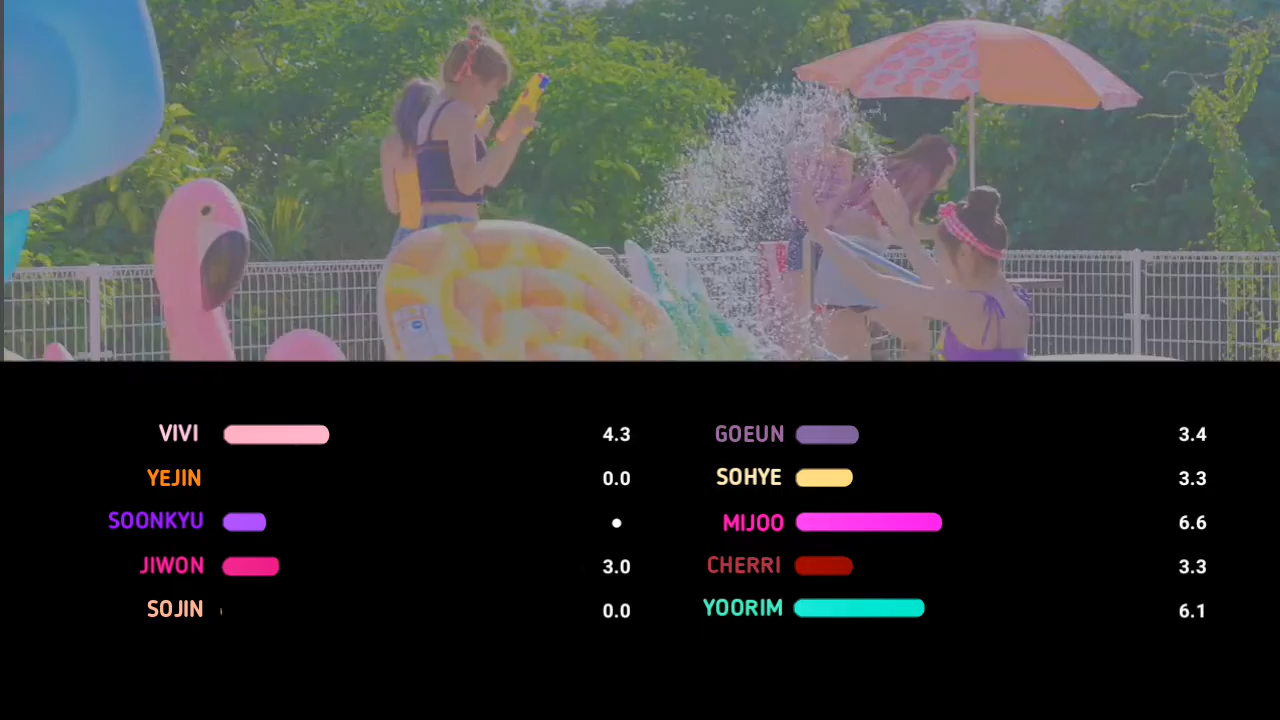 VIVI 4.3
YEJIN 0.0
SOONKYU •
JIWON 3.0
SOJIN 0.0
GOEUN 3.4
SOHYE 3.3
MIJOO 6.6
CHERRI 3.3
YOORIM 6.1